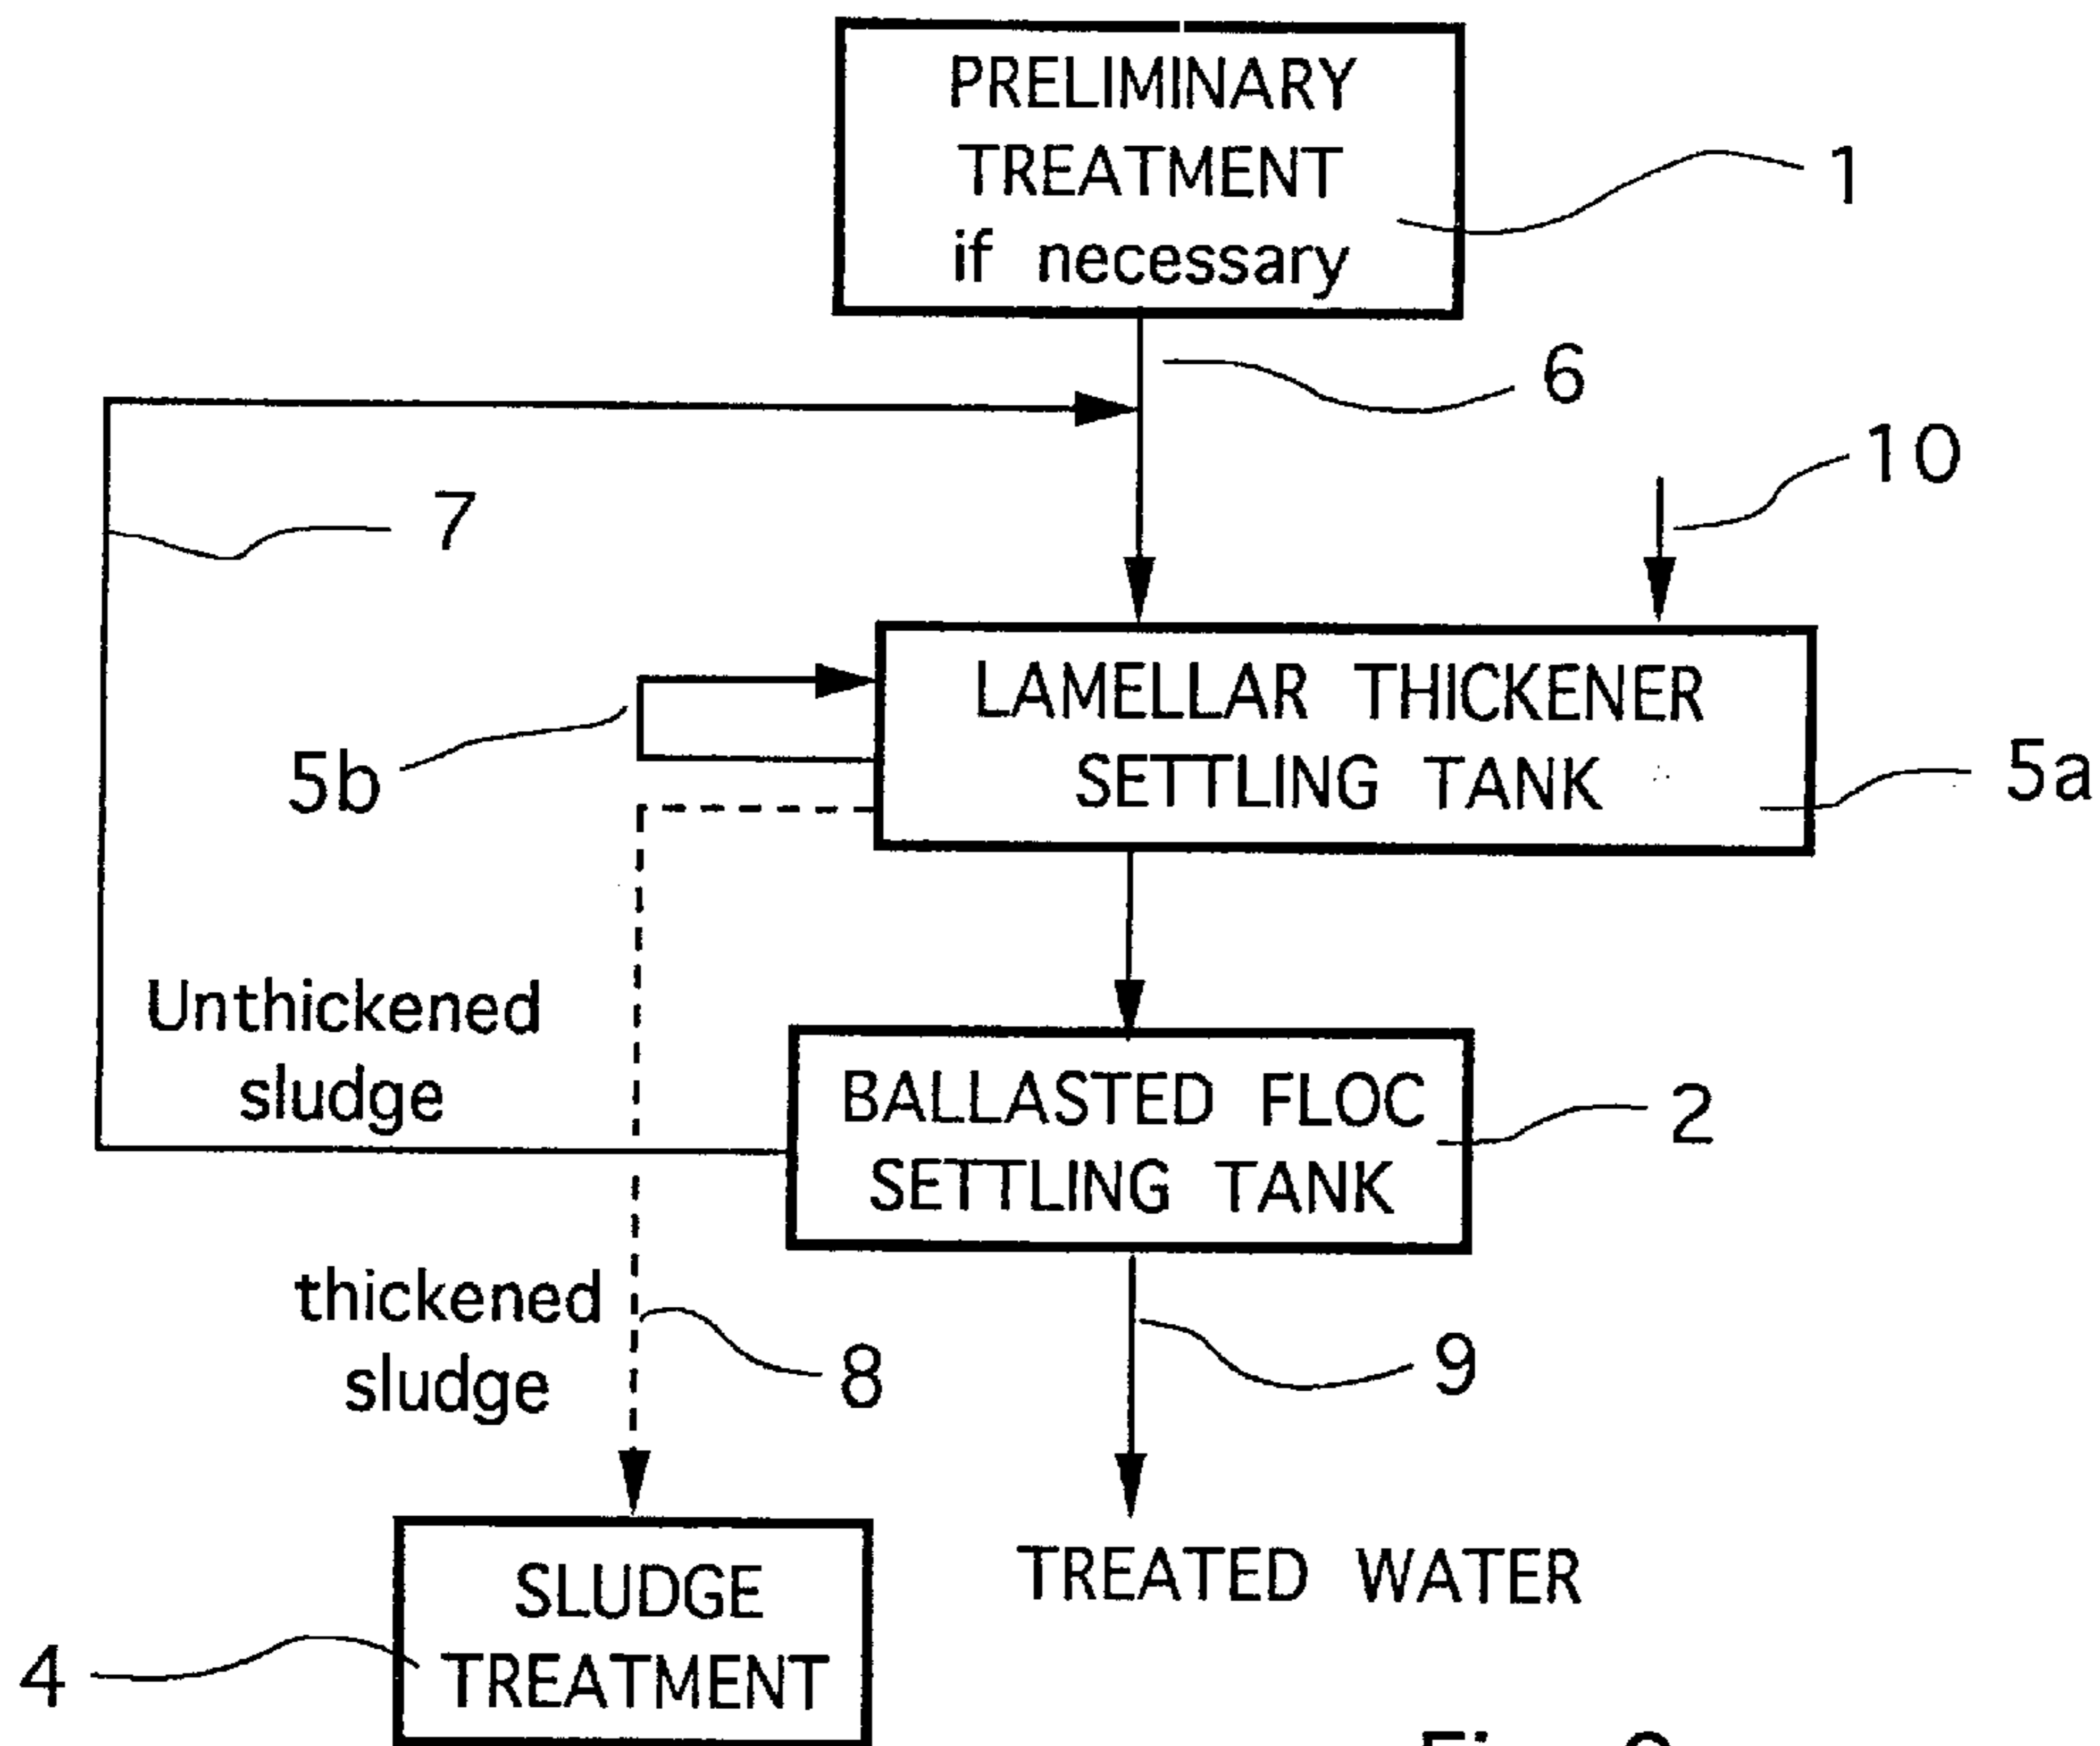 PRELIMINARY
TREATMENT
if necessary
1
6
10
7
LAMELLAR THICKENER
SETTLING TANK
5b
5a
Unthickened
sludge
BALLASTED FLOC
SETTLING TANK
2
thickened
sludge
8
9
TREATED WATER
SLUDGE
TREATMENT
4